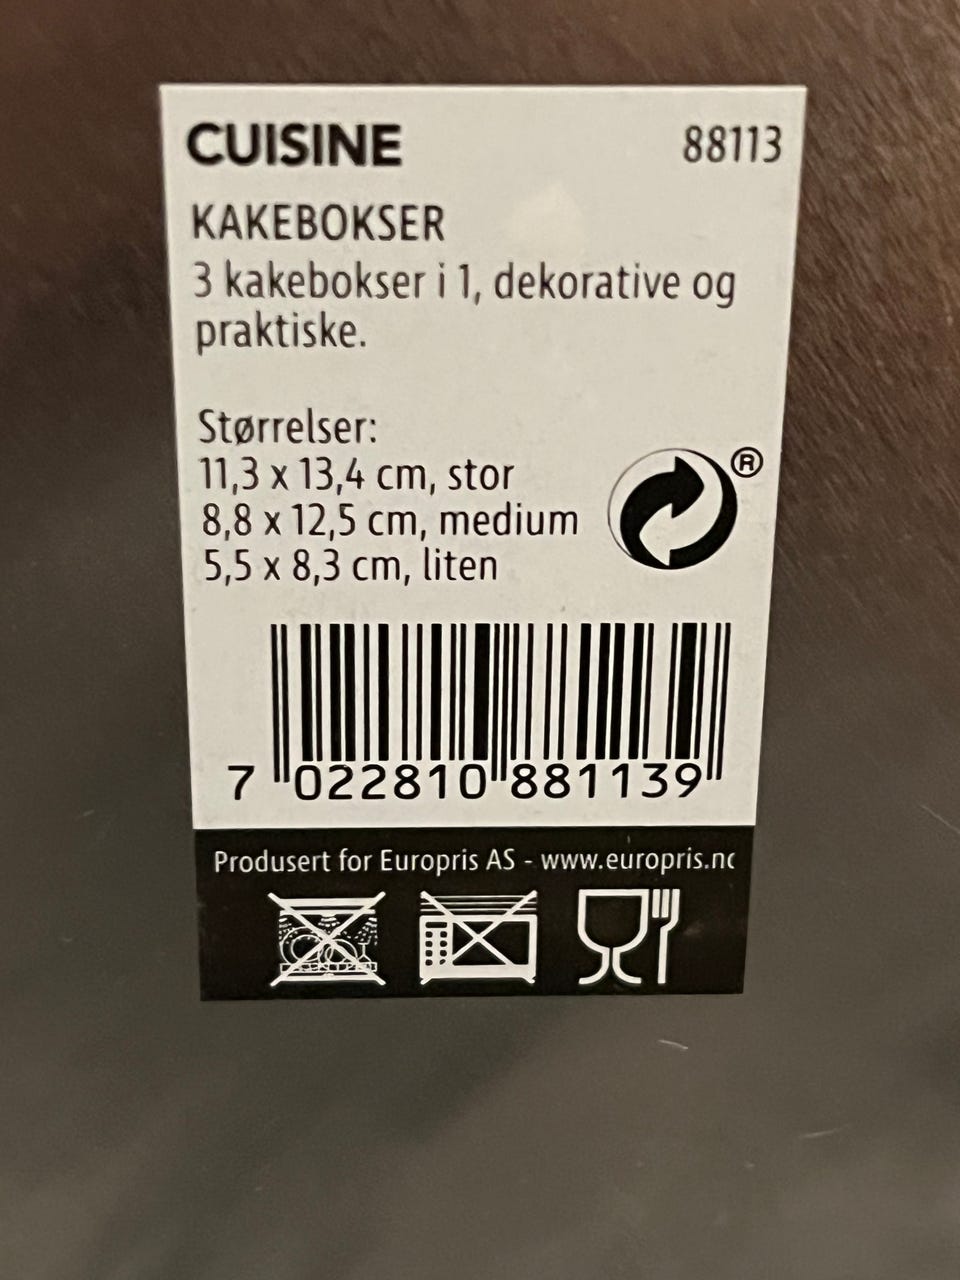 CUISINE 88113
KAKEBOKSER
3 kakebokser i 1, dekorative og
praktiske.
Størrelser:
11,3 x 13,4 cm, stor
8,8 x 12,5 cm, medium
5,5 x 8,3 cm, liten
®
7 022810 881139
Produsert for Europris AS - www.europris.no